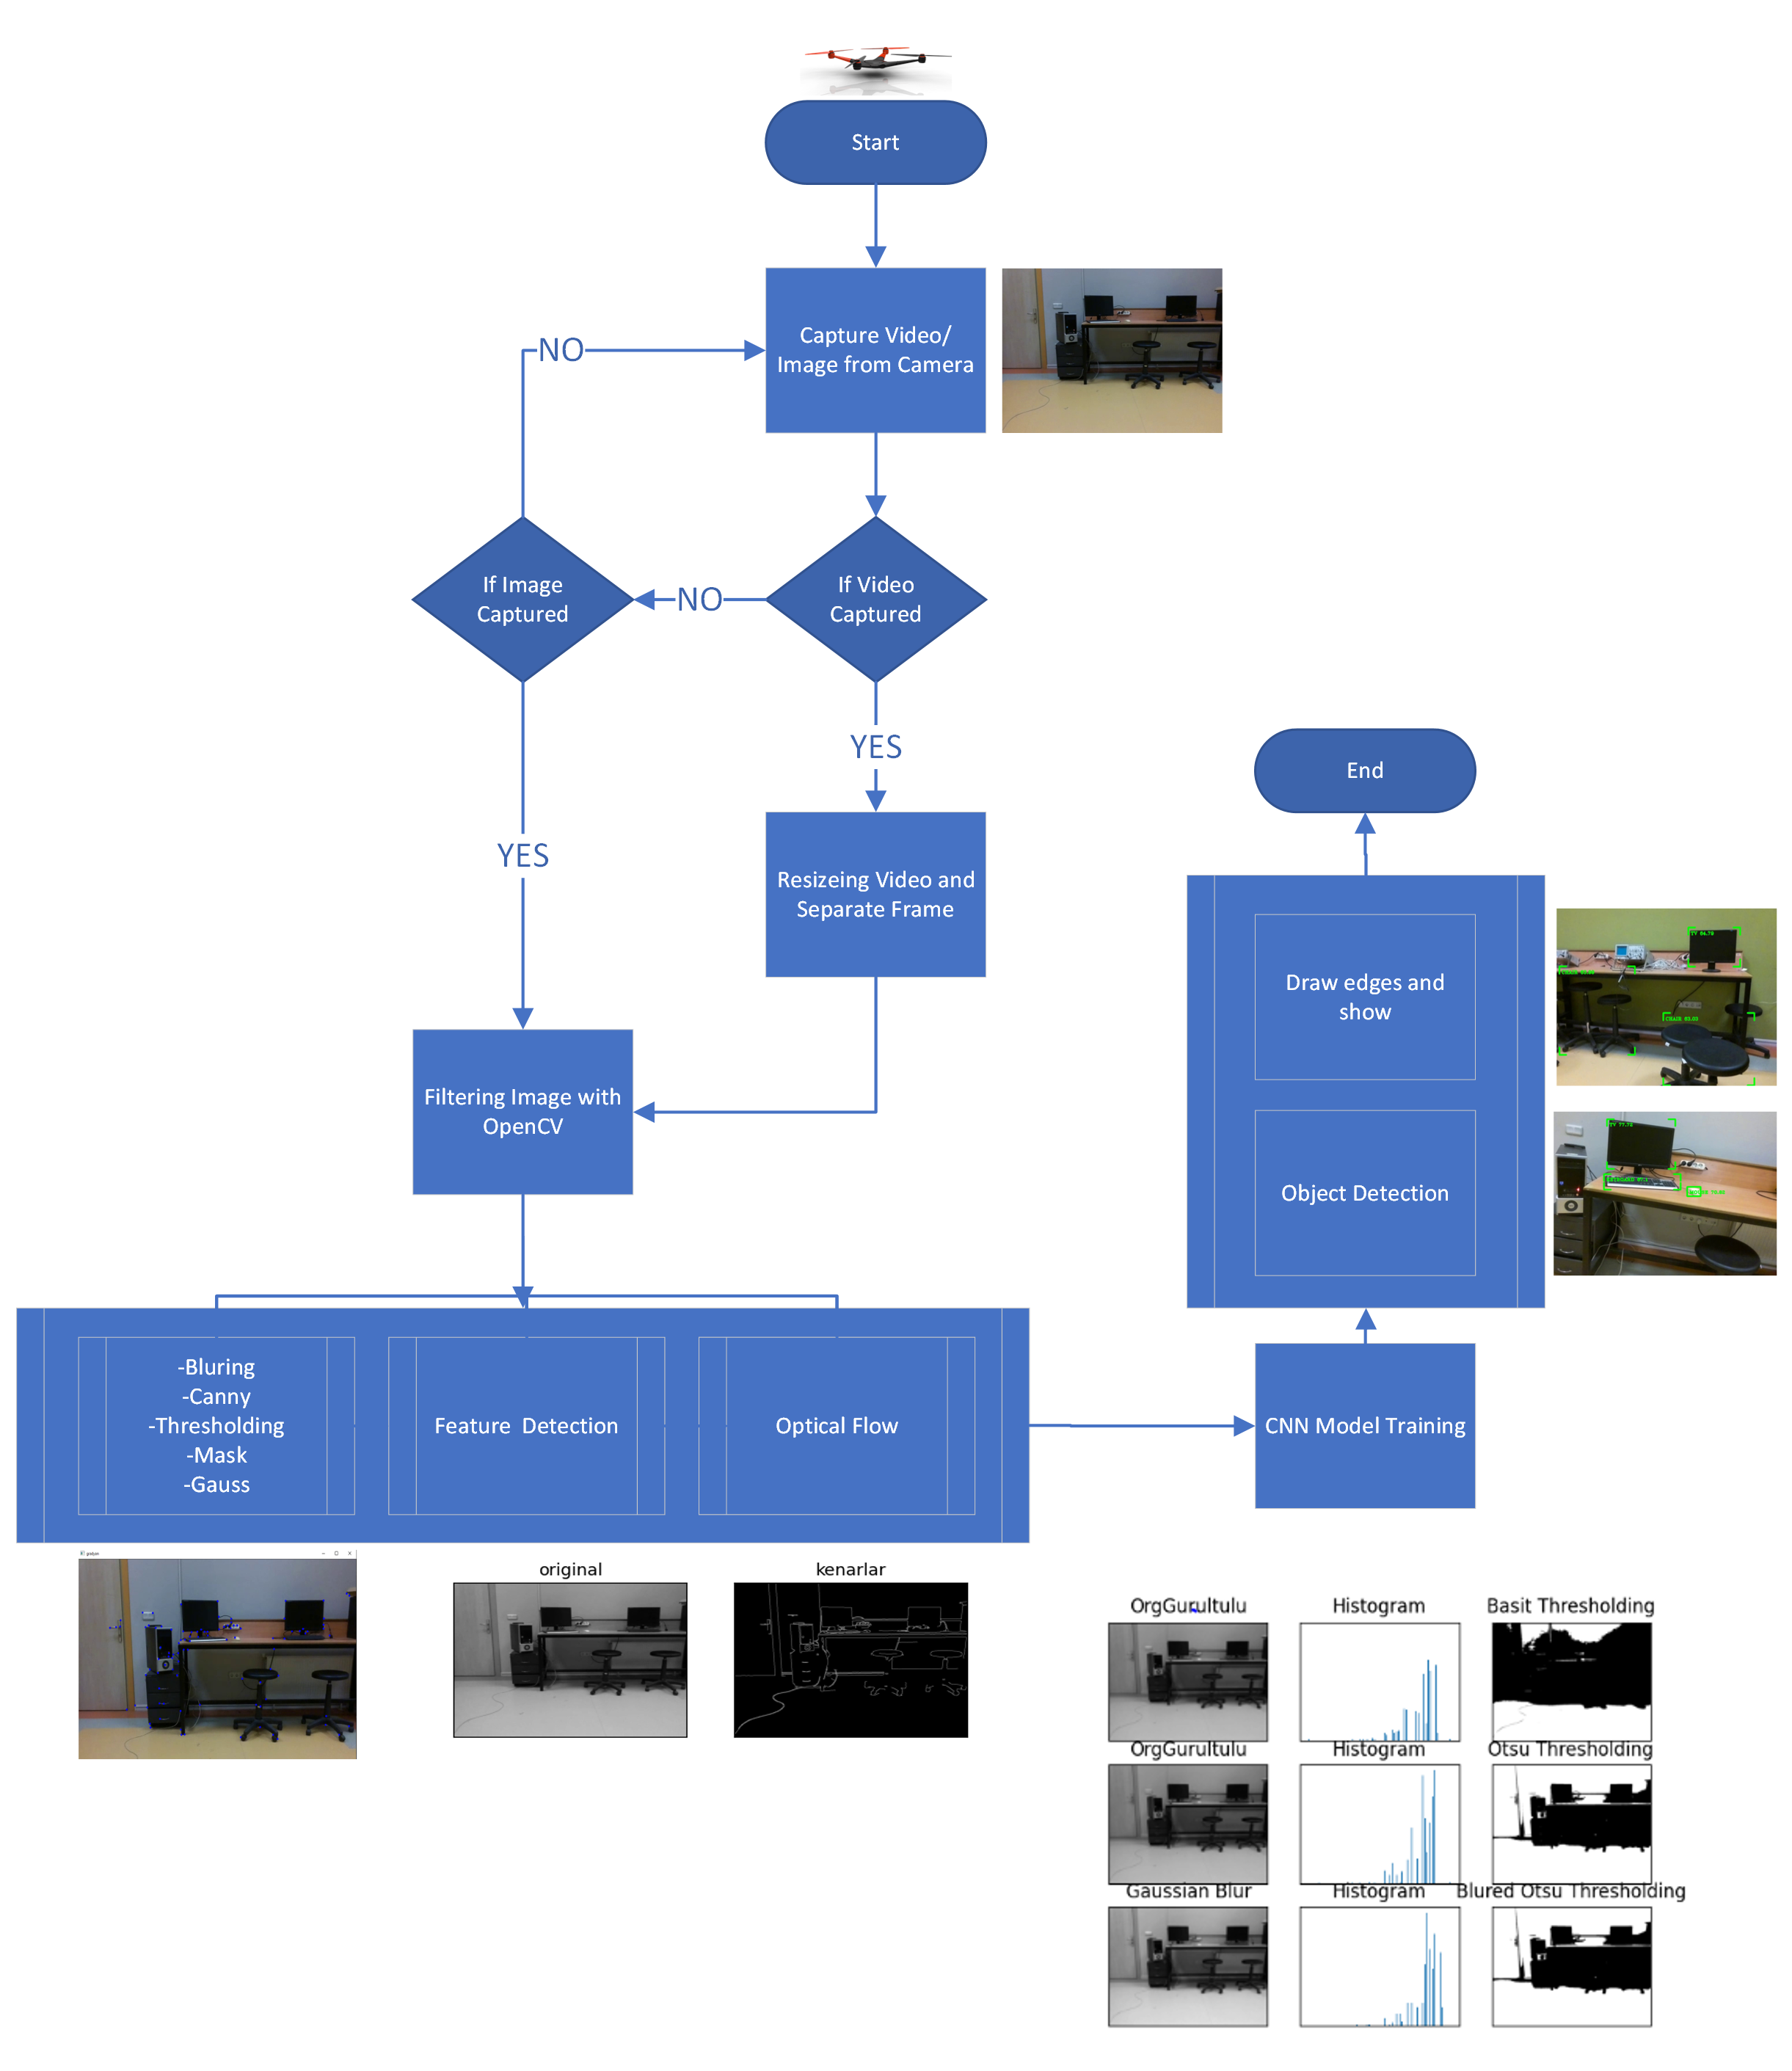 Start
Capture Video/
Image from Camera
NO
If Image
Captured
NO
If Video
Captured
YES
YES
Resizeing Video and
Separate Frame
Filtering Image with
OpenCV
-Bluring
-Canny
-Thresholding
-Mask
-Gauss
Feature Detection
Optical Flow
CNN Model Training
Object Detection
Draw edges and
show
End
original
kenarlar
OrgGurultulu
Histogram
Basit Thresholding
OrgGurultulu
Histogram
Otsu Thresholding
Gaussian Blur
Histogram
Blured Otsu Thresholding